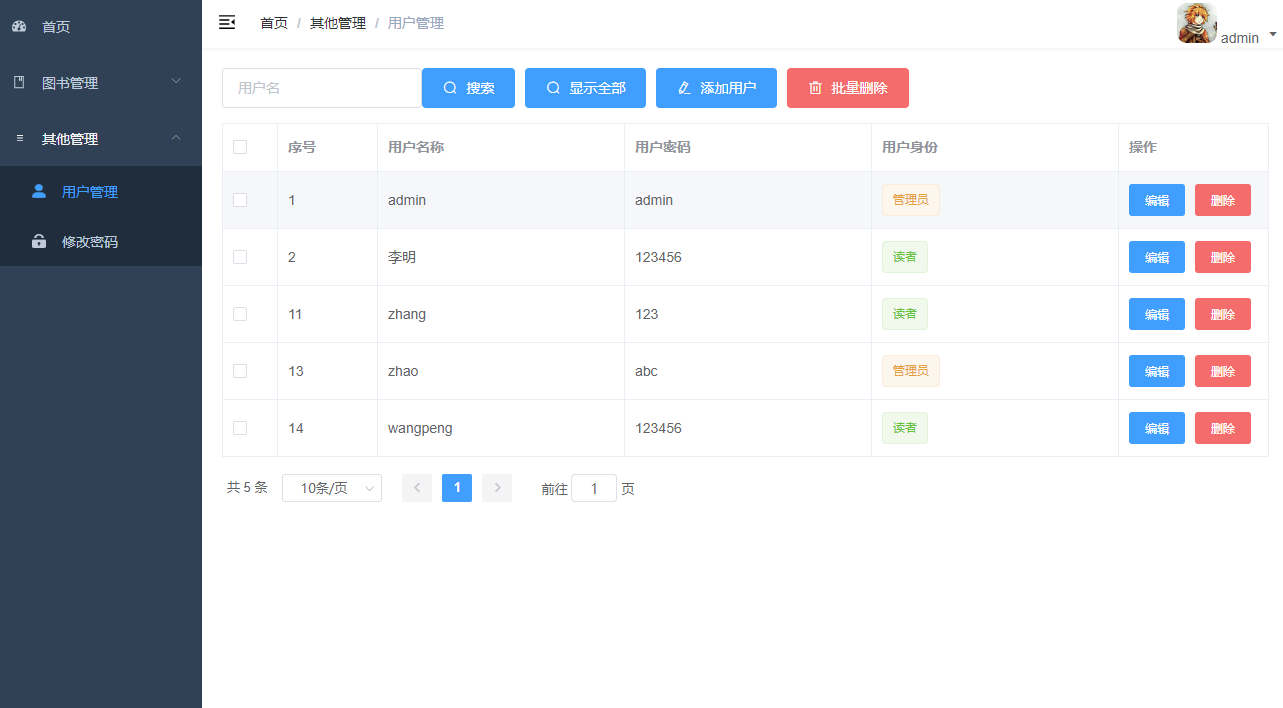 首页
图书管理
其他管理
用户管理
修改密码
首页 / 其他管理 / 用户管理
admin
用户名 搜索 显示全部 添加用户 批量删除
序号 用户名称 用户密码 用户身份 操作
1 admin admin 管理员 编辑 删除
2 李明 123456 读者 编辑 删除
11 zhang 123 读者 编辑 删除
13 zhao abc 管理员 编辑 删除
14 wangpeng 123456 读者 编辑 删除
共 5 条 10条/页 1 前往 1 页